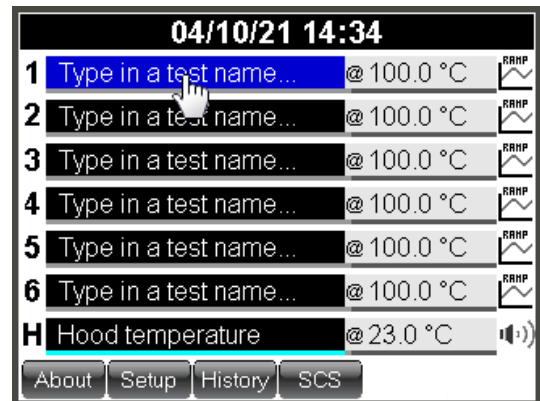 04/10/21 14:34
1 Type in a test name... @ 100.0 °C RAMP
2 Type in a test name... @ 100.0 °C RAMP
3 Type in a test name... @ 100.0 °C RAMP
4 Type in a test name... @ 100.0 °C RAMP
5 Type in a test name... @ 100.0 °C RAMP
6 Type in a test name... @ 100.0 °C RAMP
H Hood temperature @ 23.0 °C
About Setup History SCS